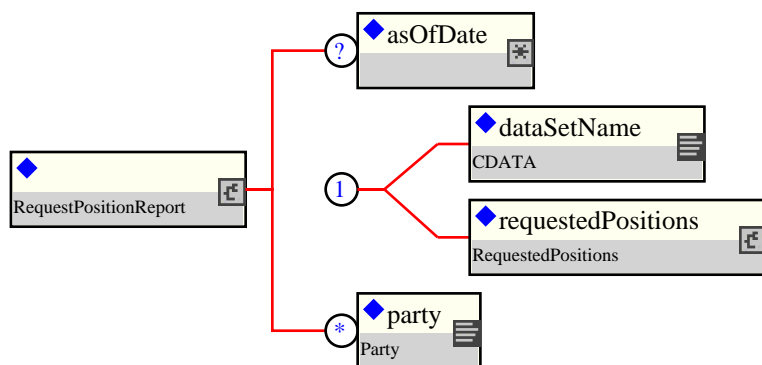 ?
asOfDate
dataSetName
CDATA
RequestPositionReport
1
requestedPositions
RequestedPositions
*
party
Party